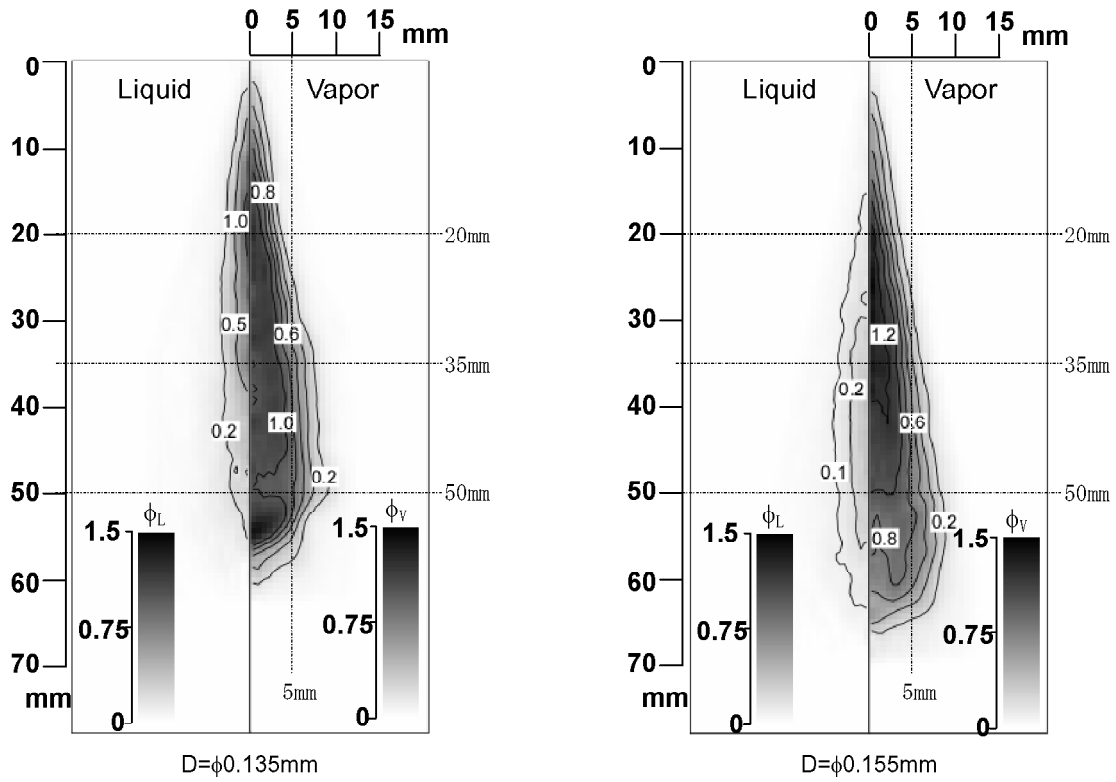 0 5 10 15 mm
0
Liquid Vapor
10
0.8
1.0
20
20mm
30
0.5 0.6
35mm
40
0.2 1.0
0.2
50
50mm
ϕL ϕV
1.5 1.5
60
0.75 0.75
70
mm
5mm
0 0
D=ϕ0.135mm
0 5 10 15 mm
0
Liquid Vapor
10
20
20mm
30
1.2
35mm
0.2
40
0.6
0.1
50
50mm
ϕL 0.2 ϕV
1.5 0.8 1.5
60
0.75 0.75
70
mm
5mm
0 0
D=ϕ0.155mm